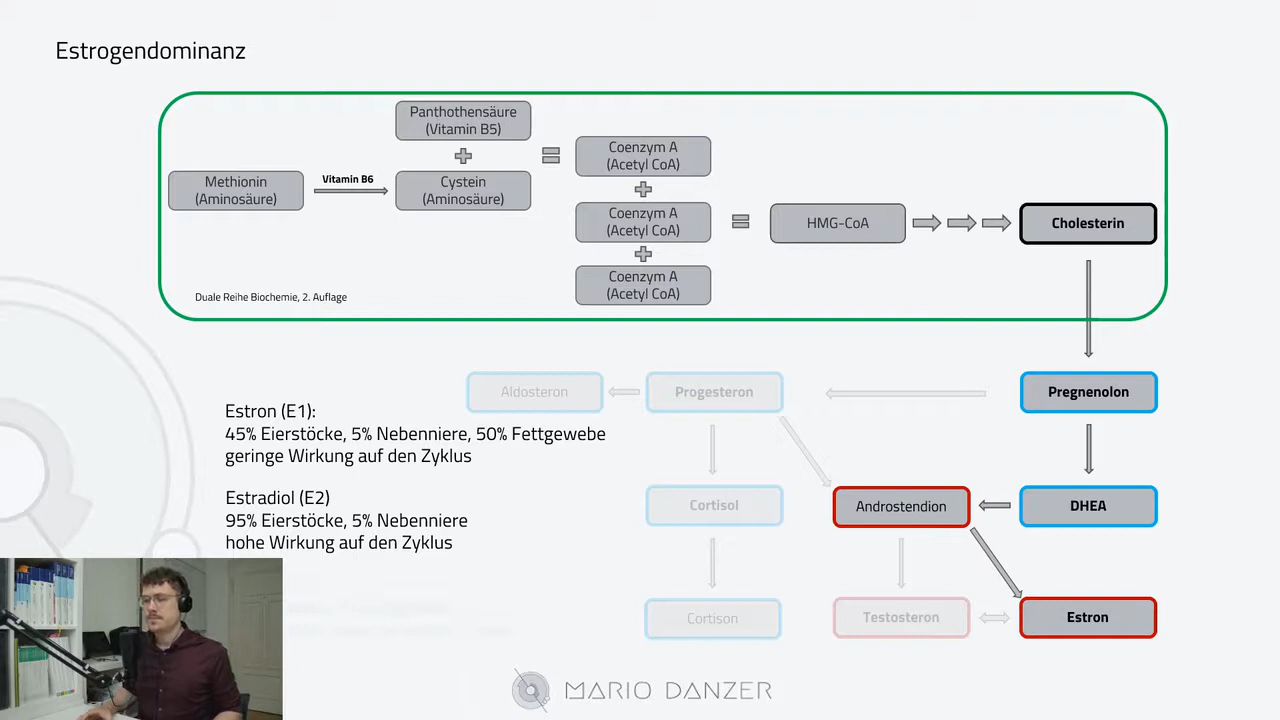 Estrogendominanz
Panthothensäure
(Vitamin B5)
Methionin
(Aminosäure)
Vitamin B6
Cystein
(Aminosäure)
Coenzym A
(Acetyl CoA)
Coenzym A
(Acetyl CoA)
Coenzym A
(Acetyl CoA)
HMG-CoA
Cholesterin
Duale Reihe Biochemie, 2. Auflage
Aldosteron
Progesteron
Pregnenolon
Estron (E1):
45% Eierstöcke, 5% Nebenniere, 50% Fettgewebe
geringe Wirkung auf den Zyklus
Estradiol (E2)
95% Eierstöcke, 5% Nebenniere
hohe Wirkung auf den Zyklus
Cortisol
Androstendion
DHEA
Cortison
Testosteron
Estron
MARIO DANZER